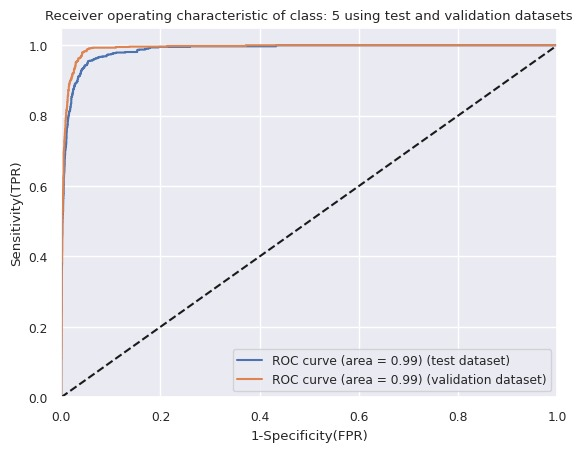 Receiver operating characteristic of class: 5 using test and validation datasets
1.0
0.8
0.6
0.4
0.2
0.0
Sensitivity(TPR)
ROC curve (area = 0.99) (test dataset)
ROC curve (area = 0.99) (validation dataset)
0.0 0.2 0.4 0.6 0.8 1.0
1-Specificity(FPR)